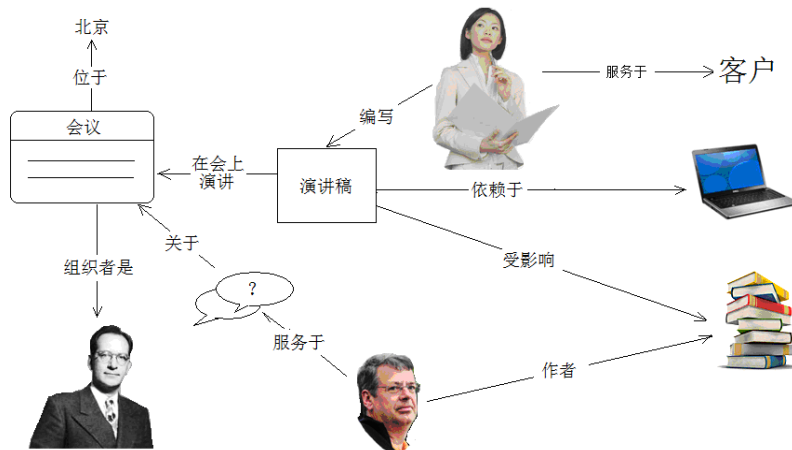 北京
位于
会议
服务于
客户
编写
在会上
演讲
演讲稿
依赖于
关于
受影响
组织者是
?
服务于
作者